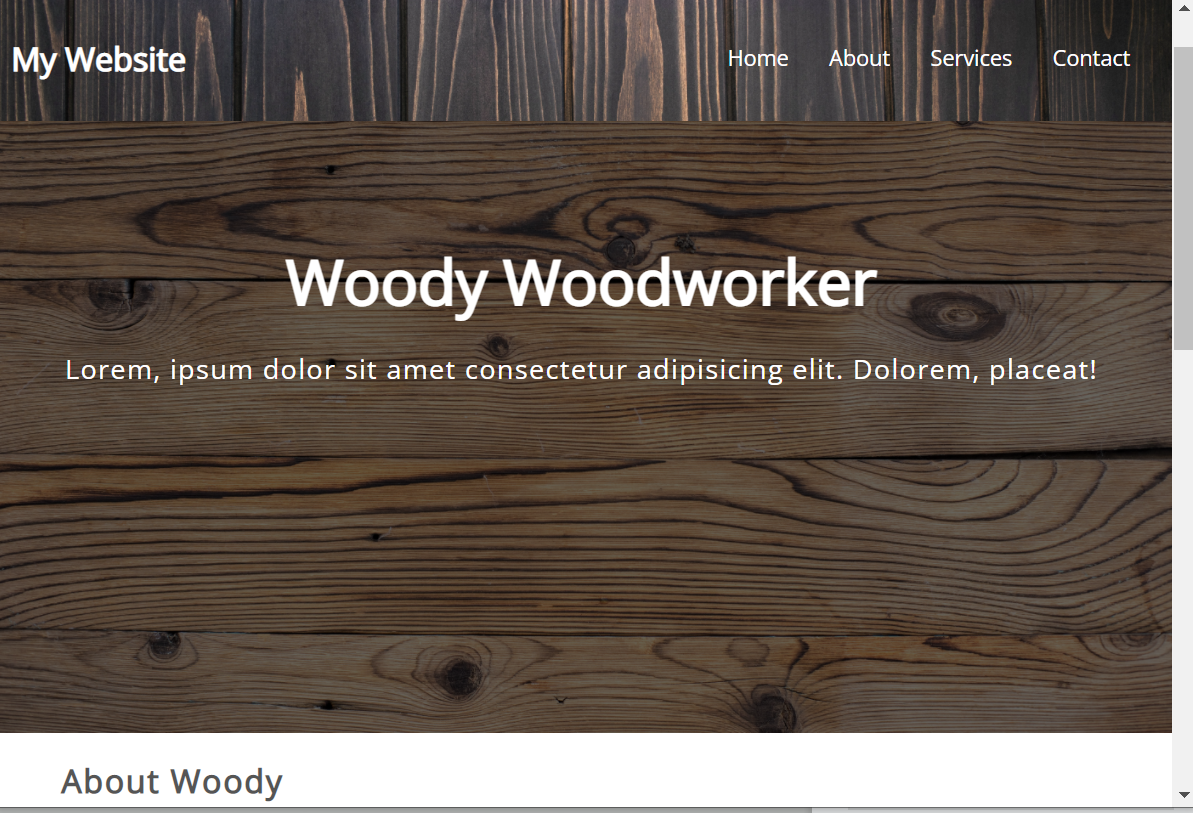 My Website
Home About Services Contact
Woody Woodworker
Lorem, ipsum dolor sit amet consectetur adipisicing elit. Dolorem, placeat!
About Woody